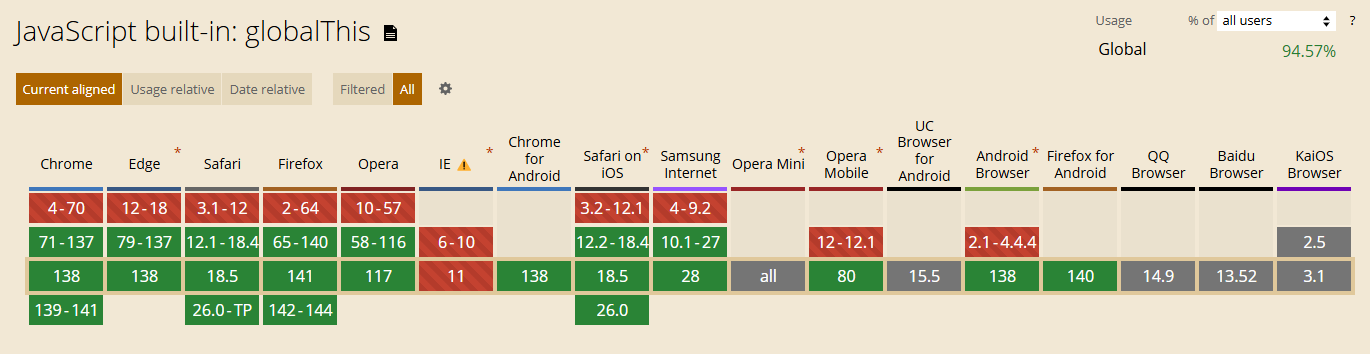 JavaScript built-in: globalThis
Usage % of all users ?
Global 94.57%
Current aligned Usage relative Date relative Filtered All
Chrome Edge * Safari Firefox Opera IE * Chrome for Android Safari on iOS * Samsung Internet Opera Mini * Opera Mobile * UC Browser for Android Android Browser * Firefox for Android QQ Browser Baidu Browser KaiOS Browser
4-70 12-18 3.1-12 2-64 10-57 3.2-12.1 4-9.2
71-137 79-137 12.1-18.4 65-140 58-116 6-10 12.2-18.4 10.1-27 12-12.1 2.1-4.4.4 2.5
138 138 18.5 141 117 11 138 18.5 28 all 80 15.5 138 140 14.9 13.52 3.1
139-141 26.0-TP 142-144 26.0